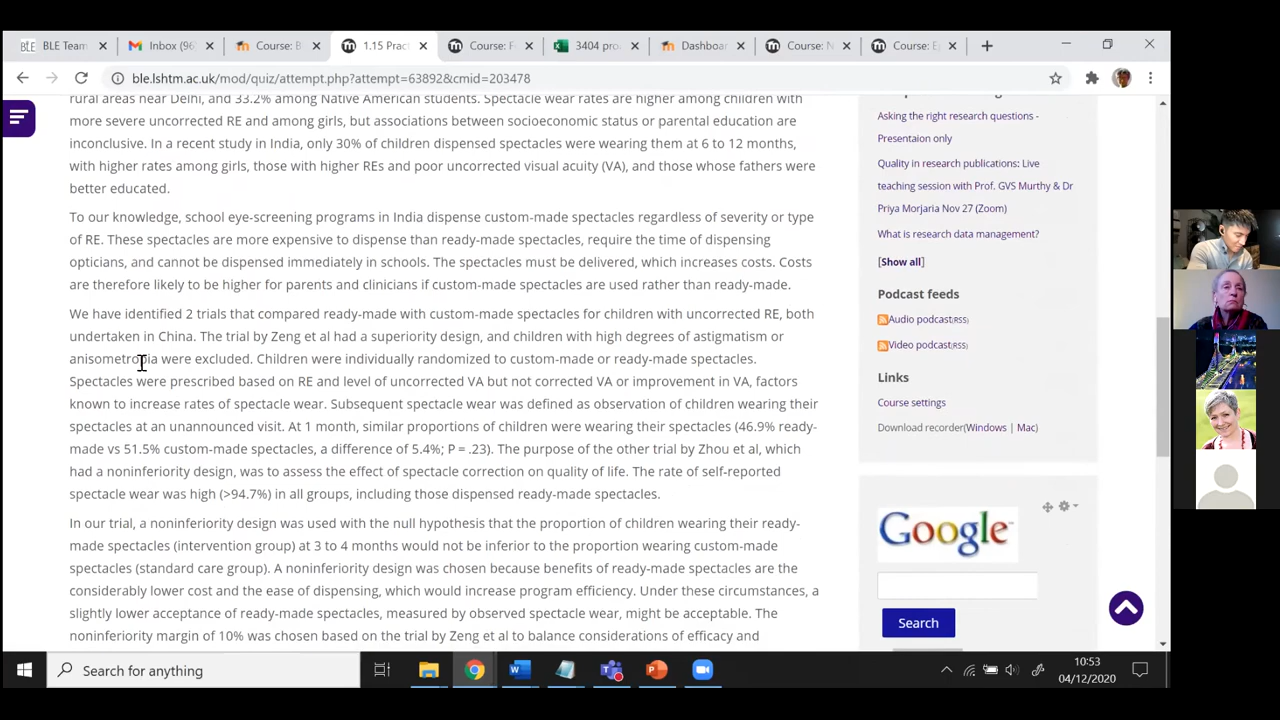 BLE Team
Inbox (96
Course: B
1.15 Pract
Course: F
3404 pro
Dashboar
Course: N
Course: E
ble.lshtm.ac.uk/mod/quiz/attempt.php?attempt=63892&cmid=203478
rural areas near Delhi, and 33.2% among Native American students. Spectacle wear rates are higher among children with
more severe uncorrected RE and among girls, but associations between socioeconomic status or parental education are
inconclusive. In a recent study in India, only 30% of children dispensed spectacles were wearing them at 6 to 12 months,
with higher rates among girls, those with higher REs and poor uncorrected visual acuity (VA), and those whose fathers were
better educated.
To our knowledge, school eye-screening programs in India dispense custom-made spectacles regardless of severity or type
of RE. These spectacles are more expensive to dispense than ready-made spectacles, require the time of dispensing
opticians, and cannot be dispensed immediately in schools. The spectacles must be delivered, which increases costs. Costs
are therefore likely to be higher for parents and clinicians if custom-made spectacles are used rather than ready-made.
We have identified 2 trials that compared ready-made with custom-made spectacles for children with uncorrected RE, both
undertaken in China. The trial by Zeng et al had a superiority design, and children with high degrees of astigmatism or
anisometropia were excluded. Children were individually randomized to custom-made or ready-made spectacles.
Spectacles were prescribed based on RE and level of uncorrected VA but not corrected VA or improvement in VA, factors
known to increase rates of spectacle wear. Subsequent spectacle wear was defined as observation of children wearing their
spectacles at an unannounced visit. At 1 month, similar proportions of children were wearing their spectacles (46.9% ready-
made vs 51.5% custom-made spectacles, a difference of 5.4%; P = .23). The purpose of the other trial by Zhou et al, which
had a noninferiority design, was to assess the effect of spectacle correction on quality of life. The rate of self-reported
spectacle wear was high (>94.7%) in all groups, including those dispensed ready-made spectacles.
In our trial, a noninferiority design was used with the null hypothesis that the proportion of children wearing their ready-
made spectacles (intervention group) at 3 to 4 months would not be inferior to the proportion wearing custom-made
spectacles (standard care group). A noninferiority design was chosen because benefits of ready-made spectacles are the
considerably lower cost and the ease of dispensing, which would increase program efficiency. Under these circumstances, a
slightly lower acceptance of ready-made spectacles, measured by observed spectacle wear, might be acceptable. The
noninferiority margin of 10% was chosen based on the trial by Zeng et al to balance considerations of efficacy and
Asking the right research questions -
Presentaion only
Quality in research publications: Live
teaching session with Prof. GVS Murthy & Dr
Priya Morjaria Nov 27 (Zoom)
What is research data management?
[Show all]
Podcast feeds
Audio podcast(RSS)
Video podcast(RSS)
Links
Course settings
Download recorder(Windows | Mac)
Google
Search
Search for anything
10:53
04/12/2020